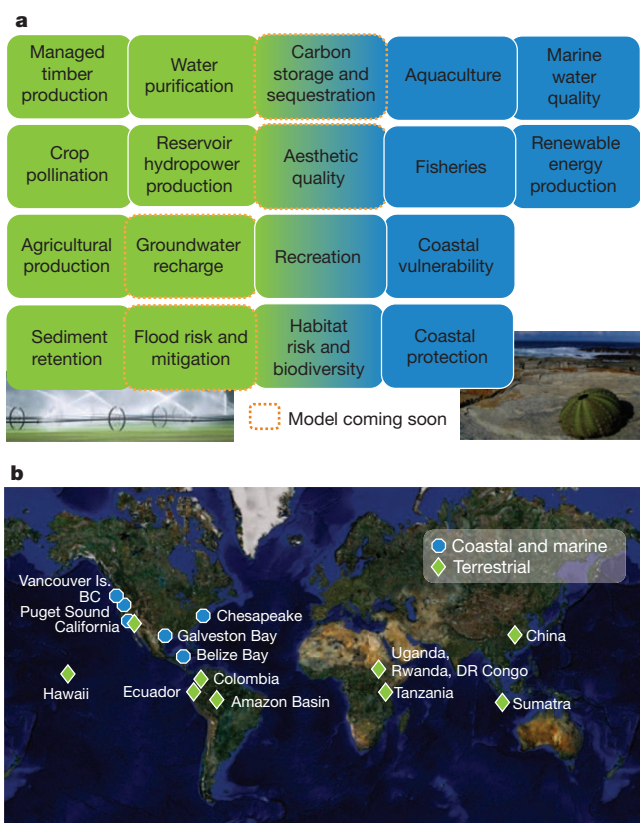 a
Managed
timber
production
Water
purification
Carbon
storage and
sequestration
Aquaculture
Marine
water
quality
Crop
pollination
Reservoir
hydropower
production
Aesthetic
quality
Fisheries
Renewable
energy
production
Agricultural
production
Groundwater
recharge
Recreation
Coastal
vulnerability
Sediment
retention
Flood risk and
mitigation
Habitat
risk and
biodiversity
Coastal
protection
Model coming soon
b
Coastal and marine
Terrestrial
Vancouver Is.
BC
Puget Sound
California
Chesapeake
Galveston Bay
Belize Bay
Hawaii
Ecuador
Colombia
Amazon Basin
Uganda,
Rwanda, DR Congo
Tanzania
China
Sumatra